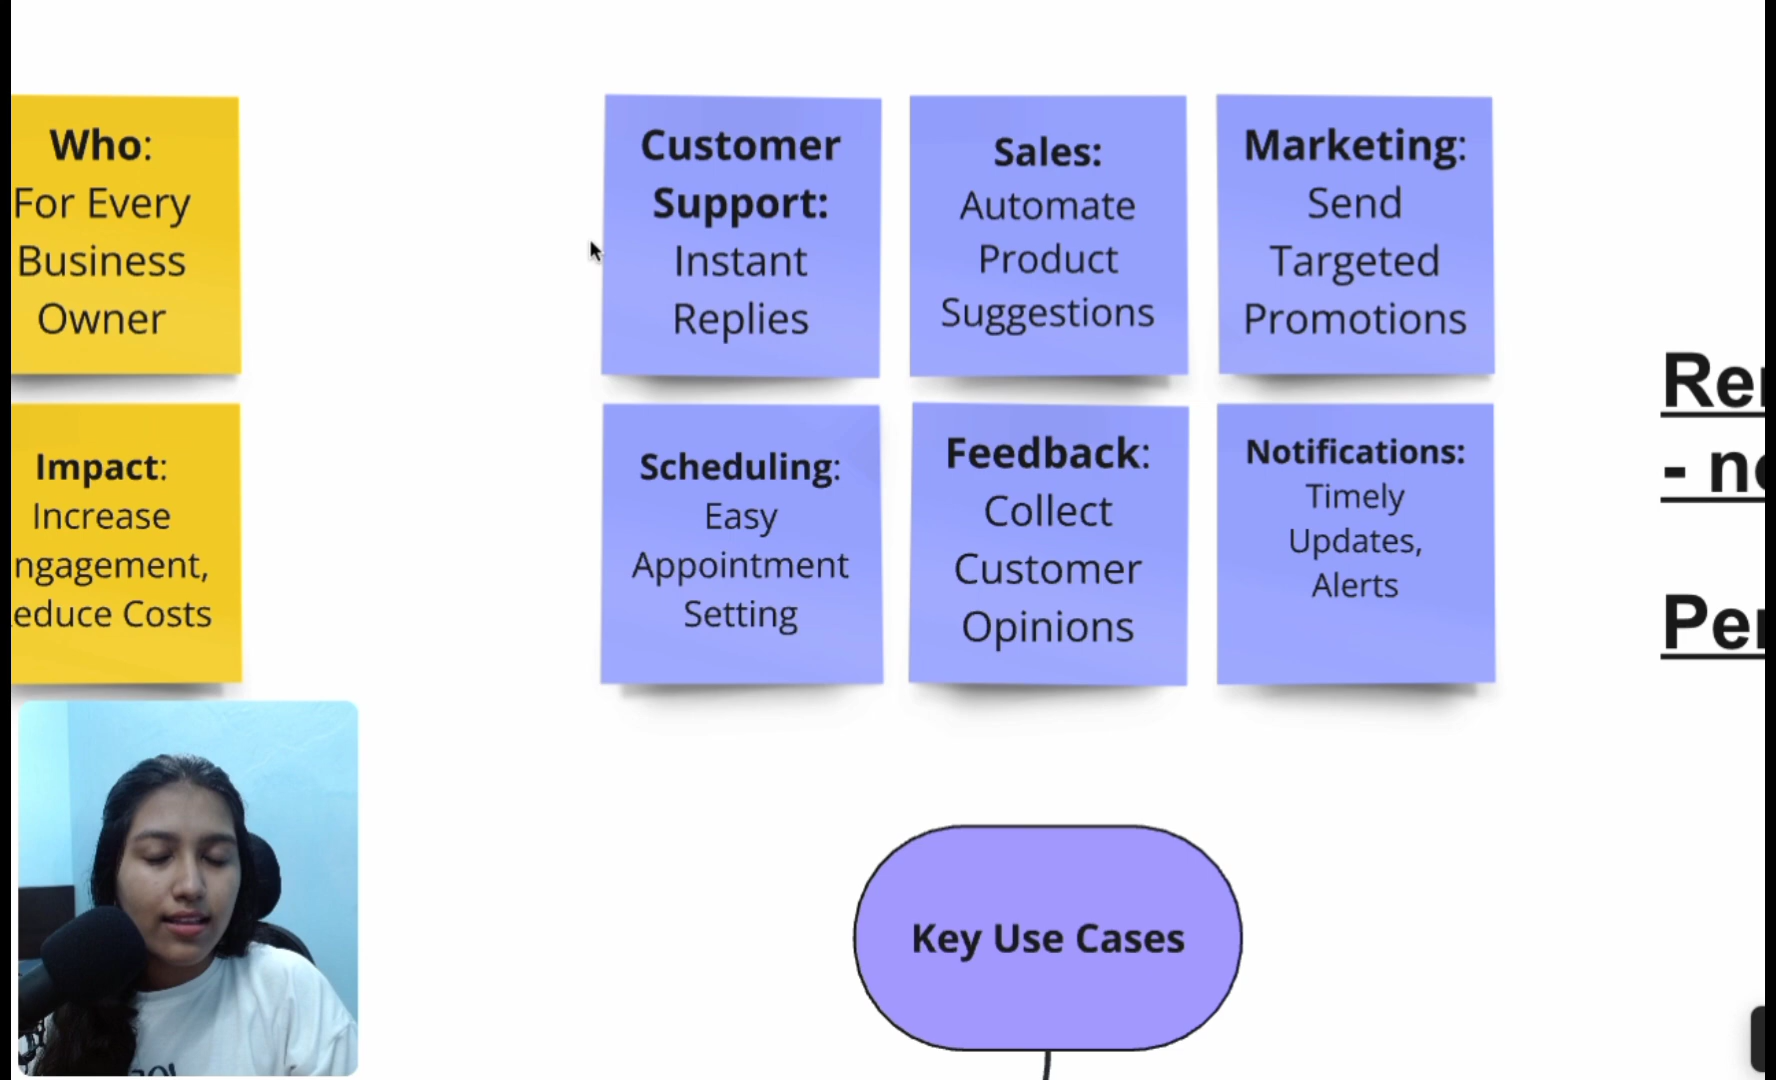 Who:
For Every
Business
Owner
Impact:
Increase
ngagement,
educe Costs
Customer
Support:
Instant
Replies
Sales:
Automate
Product
Suggestions
Marketing:
Send
Targeted
Promotions
Scheduling:
Easy
Appointment
Setting
Feedback:
Collect
Customer
Opinions
Notifications:
Timely
Updates,
Alerts
Key Use Cases